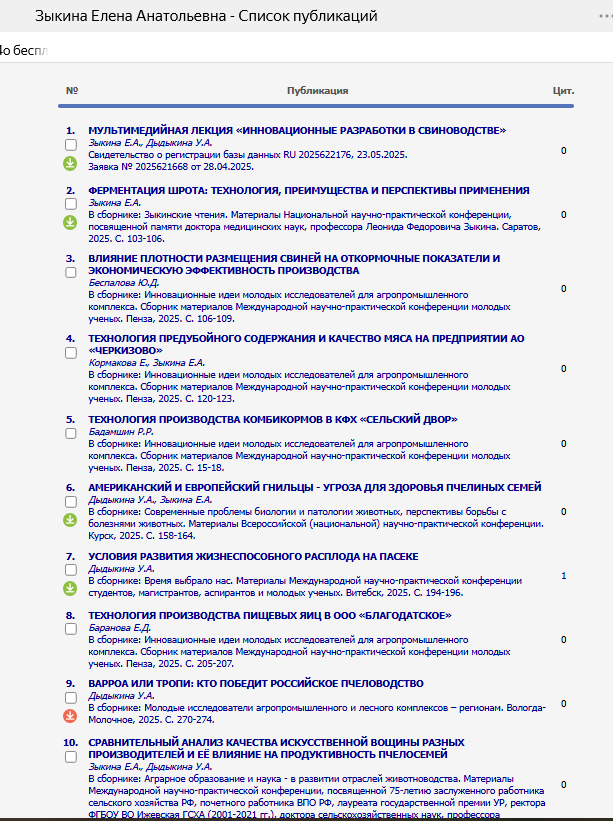 Зыкина Елена Анатольевна - Список публикаций
№ Публикация Цит.
1. МУЛЬТИМЕДИЙНАЯ ЛЕКЦИЯ «ИННОВАЦИОННЫЕ РАЗРАБОТКИ В СВИНОВОДСТВЕ»
Зыкина Е.А., Дыдыкина У.А.
Свидетельство о регистрации базы данных RU 2025622176, 23.05.2025.
Заявка № 2025621668 от 28.04.2025.
0
2. ФЕРМЕНТАЦИЯ ШРОТА: ТЕХНОЛОГИЯ, ПРЕИМУЩЕСТВА И ПЕРСПЕКТИВЫ ПРИМЕНЕНИЯ
Зыкина Е.А.
В сборнике: Зыкинские чтения. Материалы Национальной научно-практической конференции,
посвященной памяти доктора медицинских наук, профессора Леонида Федоровича Зыкина. Саратов,
2025. С. 103-106.
0
3. ВЛИЯНИЕ ПЛОТНОСТИ РАЗМЕЩЕНИЯ СВИНЕЙ НА ОТКОРМОЧНЫЕ ПОКАЗАТЕЛИ И
ЭКОНОМИЧЕСКУЮ ЭФФЕКТИВНОСТЬ ПРОИЗВОДСТВА
Беспалова Ю.Д.
В сборнике: Инновационные идеи молодых исследователей для агропромышленного
комплекса. Сборник материалов Международной научно-практической конференции молодых
ученых. Пенза, 2025. С. 106-109.
0
4. ТЕХНОЛОГИЯ ПРЕДУБОЙНОГО СОДЕРЖАНИЯ И КАЧЕСТВО МЯСА НА ПРЕДПРИЯТИИ АО
«ЧЕРКИЗОВО»
Кормакова Е., Зыкина Е.А.
В сборнике: Инновационные идеи молодых исследователей для агропромышленного
комплекса. Сборник материалов Международной научно-практической конференции молодых
ученых. Пенза, 2025. С. 120-123.
0
5. ТЕХНОЛОГИЯ ПРОИЗВОДСТВА КОМБИКОРМОВ В КФХ «СЕЛЬСКИЙ ДВОР»
Бадамшин Р.Р.
В сборнике: Инновационные идеи молодых исследователей для агропромышленного
комплекса. Сборник материалов Международной научно-практической конференции молодых
ученых. Пенза, 2025. С. 15-18.
0
6. АМЕРИКАНСКИЙ И ЕВРОПЕЙСКИЙ ГНИЛЬЦЫ - УГРОЗА ДЛЯ ЗДОРОВЬЯ ПЧЕЛИНЫХ СЕМЕЙ
Дыдыкина У.А., Зыкина Е.А.
В сборнике: Современные проблемы биологии и патологии животных, перспективы борьбы с
болезнями животных. Материалы Всероссийской (национальной) научно-практической конференции.
Курск, 2025. С. 158-164.
0
7. УСЛОВИЯ РАЗВИТИЯ ЖИЗНЕСПОСОБНОГО РАСПЛОДА НА ПАСЕКЕ
Дыдыкина У.А.
В сборнике: Время выбрало нас. Материалы Международной научно-практической конференции
студентов, магистрантов, аспирантов и молодых ученых. Витебск, 2025. С. 194-196.
1
8. ТЕХНОЛОГИЯ ПРОИЗВОДСТВА ПИЩЕВЫХ ЯИЦ В ООО «БЛАГОДАТСКОЕ»
Баранова Е.Д.
В сборнике: Инновационные идеи молодых исследователей для агропромышленного
комплекса. Сборник материалов Международной научно-практической конференции молодых
ученых. Пенза, 2025. С. 205-207.
0
9. ВАРРОА ИЛИ ТРОПИ: КТО ПОБЕДИТ РОССИЙСКОЕ ПЧЕЛОВОДСТВО
Дыдыкина У.А.
В сборнике: Молодые исследователи агропромышленного и лесного комплексов – регионам. Вологда-
Молочное, 2025. С. 270-274.
0
10. СРАВНИТЕЛЬНЫЙ АНАЛИЗ КАЧЕСТВА ИСКУССТВЕННОЙ ВОЩИНЫ РАЗНЫХ
ПРОИЗВОДИТЕЛЕЙ И ЕЁ ВЛИЯНИЕ НА ПРОДУКТИВНОСТЬ ПЧЕЛОСЕМЕЙ
Зыкина Е.А., Дыдыкина У.А.
В сборнике: Аграрное образование и наука - в развитии отраслей животноводства. Материалы
Международной научно-практической конференции, посвященной 75-летию заслуженного работника
сельского хозяйства РФ, почетного работника ВПО РФ, лауреата государственной премии УР, ректора
ФГБОУ ВО Ижевская ГСХА (2001-2021 гг.), доктора сельскохозяйственных наук, профессора
0